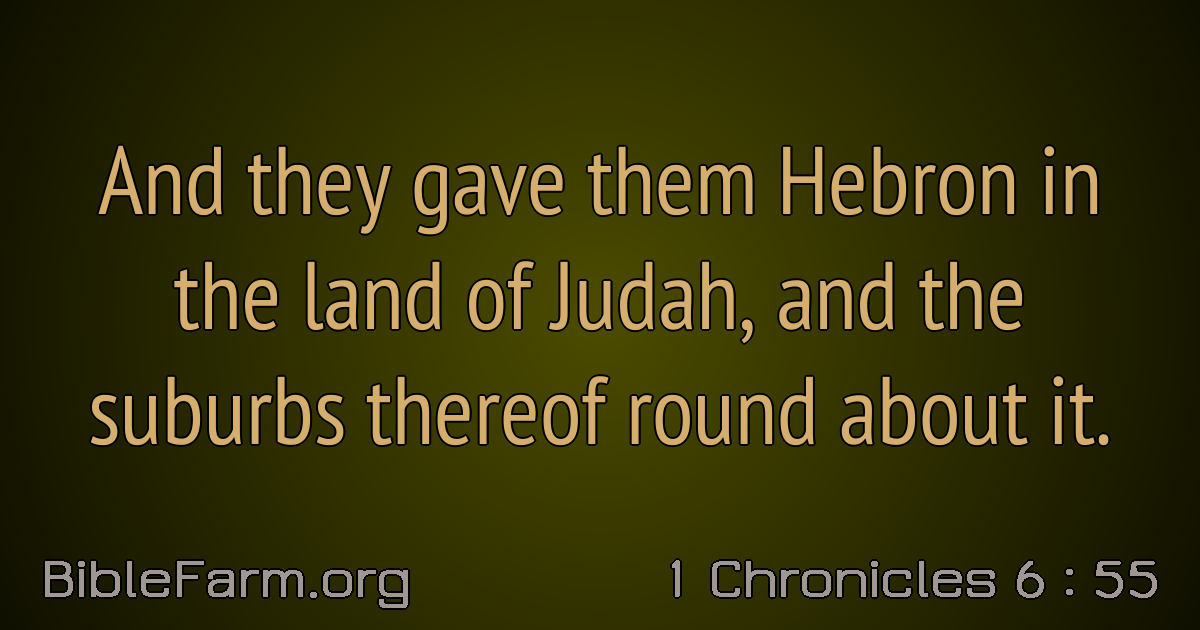 And they gave them Hebron in
the land of Judah, and the
suburbs thereof round about it.
BibleFarm.org
1 Chronicles 6 : 55